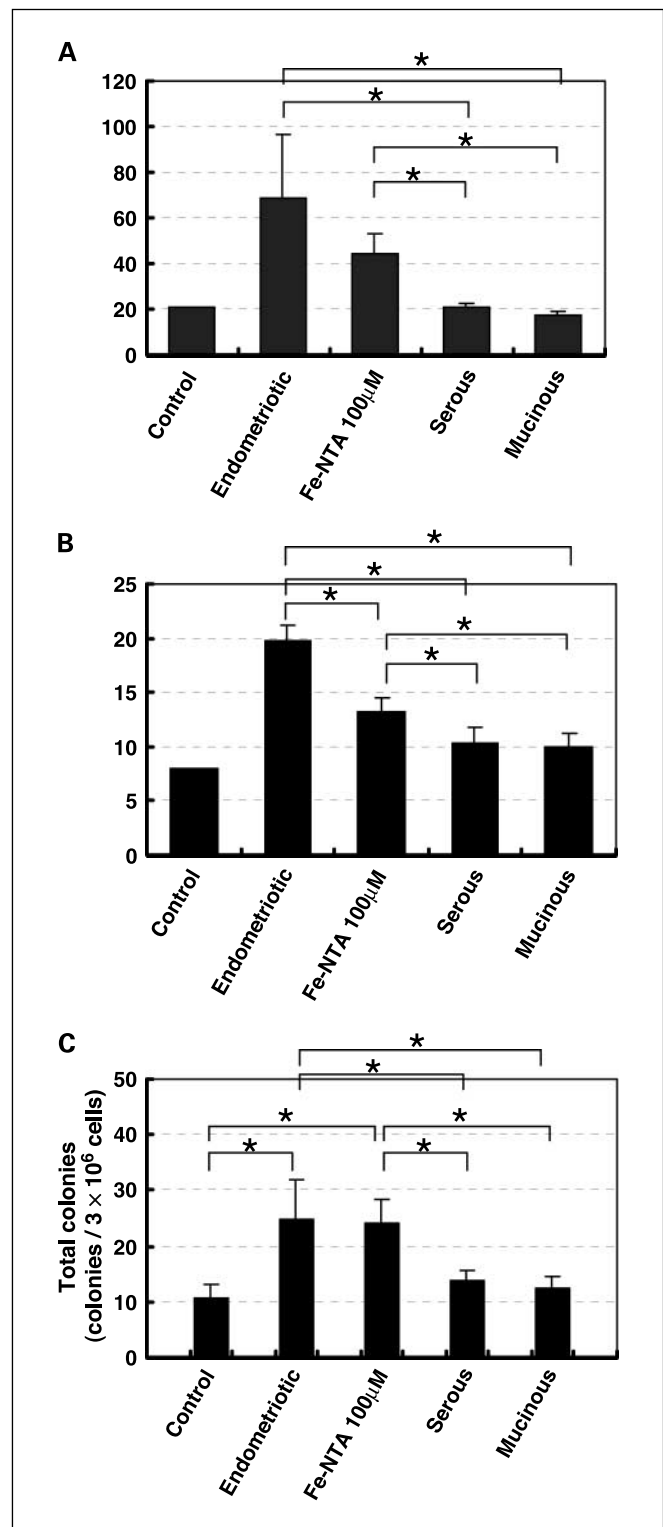 A
*
*
*
*
120
100
80
60
40
20
0
Control
Endometriotic
Fe-NTA 100μM
Serous
Mucinous
B
*
*
*
*
*
25
20
15
10
5
0
Control
Endometriotic
Fe-NTA 100μM
Serous
Mucinous
C
*
*
*
*
*
*
Total colonies
(colonies / 3 × 10⁶ cells)
50
40
30
20
10
0
Control
Endometriotic
Fe-NTA 100μM
Serous
Mucinous